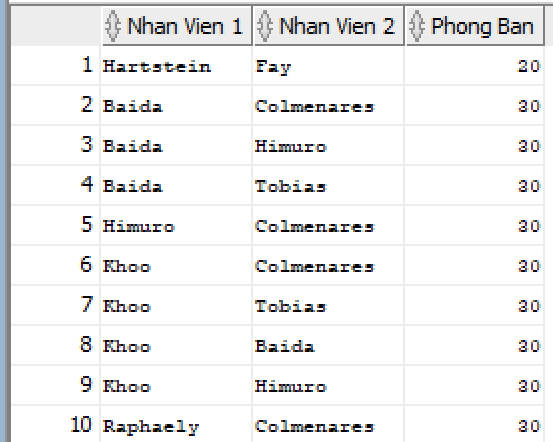 Nhan Vien 1 Nhan Vien 2 Phong Ban
1 Hartstein Fay 20
2 Baida Colmenares 30
3 Baida Himuro 30
4 Baida Tobias 30
5 Himuro Colmenares 30
6 Khoo Colmenares 30
7 Khoo Tobias 30
8 Khoo Baida 30
9 Khoo Himuro 30
10 Raphaely Colmenares 30